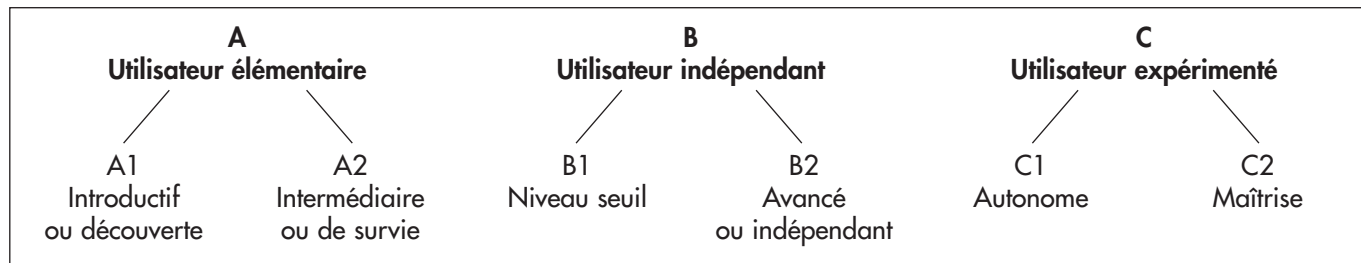 A
Utilisateur élémentaire
B
Utilisateur indépendant
C
Utilisateur expérimenté
A1
Introductif
ou découverte
A2
Intermédiaire
ou de survie
B1
Niveau seuil
B2
Avancé
ou indépendant
C1
Autonome
C2
Maîtrise